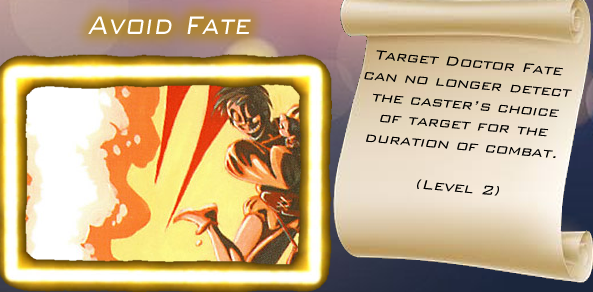 Avoid Fate
Target Doctor Fate
can no longer detect
the caster's choice
of target for the
duration of combat.
(Level 2)